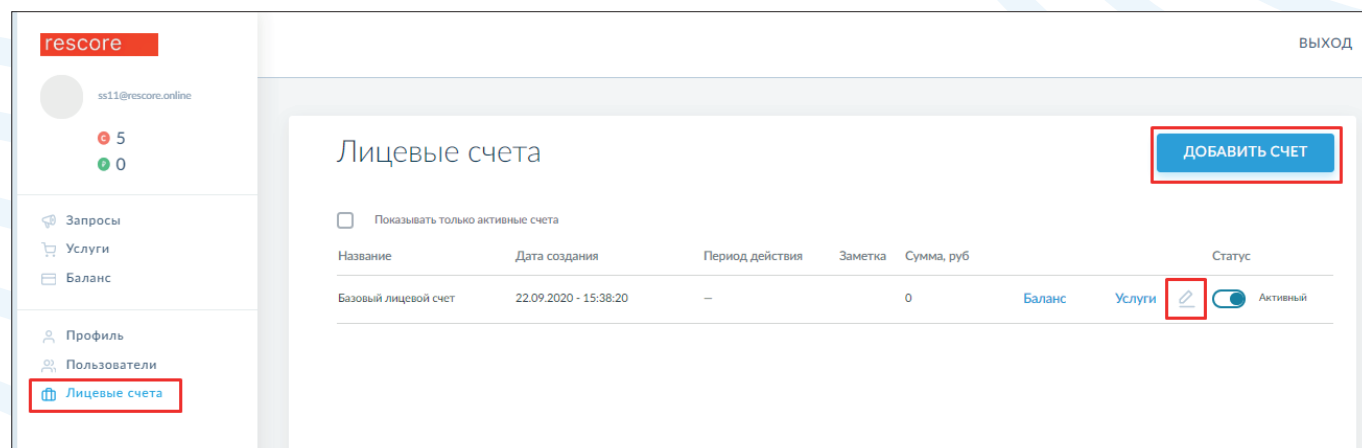 rescore
ВЫХОД
ss11@rescore.online
C 5
₽ 0
Лицевые счета
ДОБАВИТЬ СЧЕТ
Запросы
Услуги
Баланс
Показывать только активные счета
Название Дата создания Период действия Заметка Сумма, руб Статус
Базовый лицевой счет 22.09.2020 - 15:38:20 — 0 Баланс Услуги Активный
Профиль
Пользователи
Лицевые счета